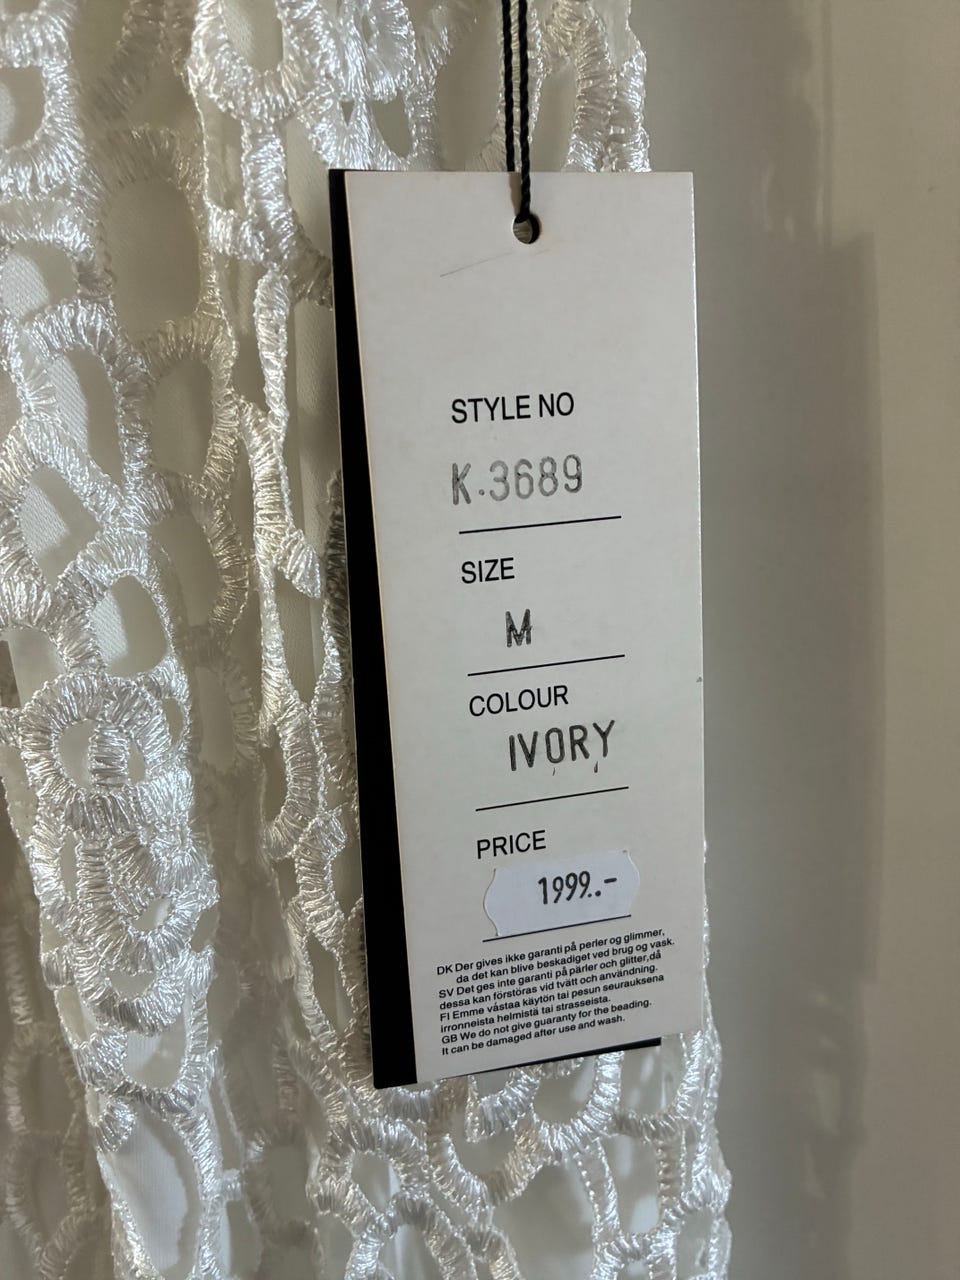 STYLE NO
K.3689
SIZE
M
COLOUR
IVORY
PRICE
1999.-
DK Der gives ikke garanti på perler og glimmer,
da det kan blive beskadiget ved brug og vask.
SV Det ges inte garanti på pärler och glitter,då
dessa kan förstöras vid tvätt och användning.
FI Emme vástaa käytön tai pesun seurauksena
irronneista helmistä tai strasseista.
GB We do not give guaranty for the beading.
It can be damaged after use and wash.